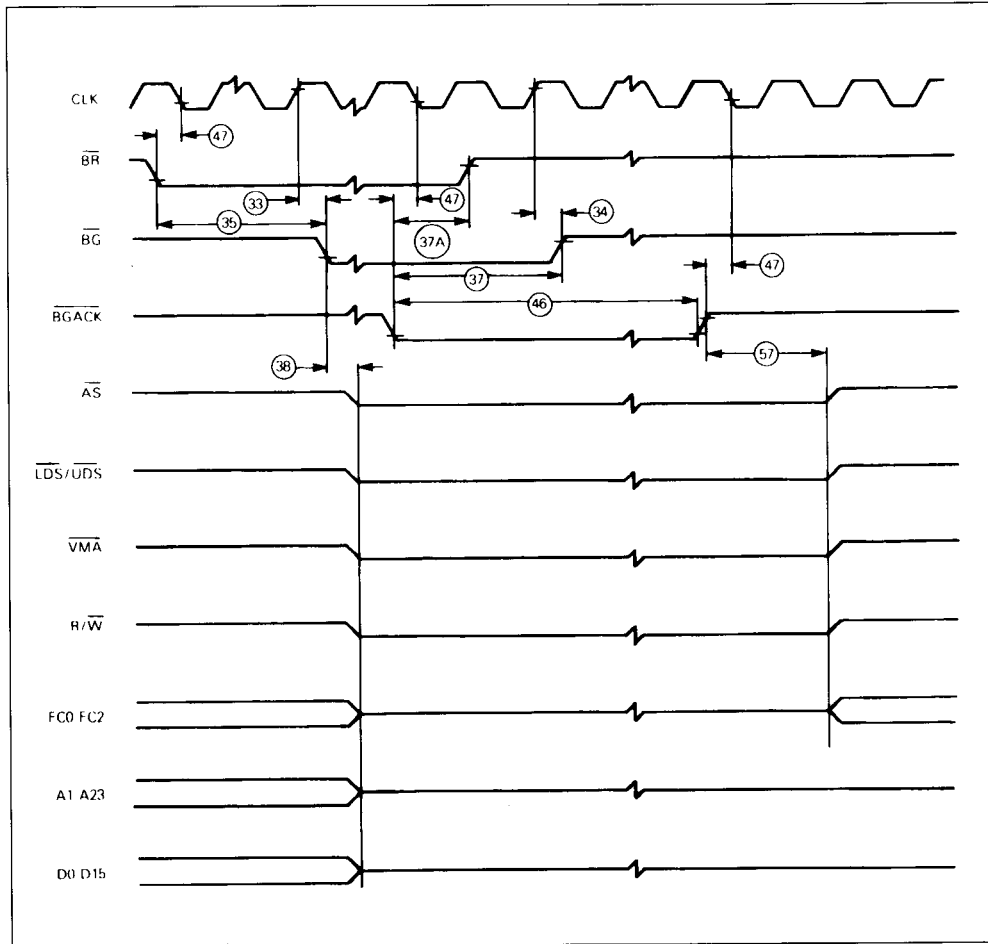 CLK
47
BR
33
47
35
34
BG
37A
47
37
46
BGACK
57
38
AS
LDS/UDS
VMA
R/W
FC0 FC2
A1 A23
D0 D15